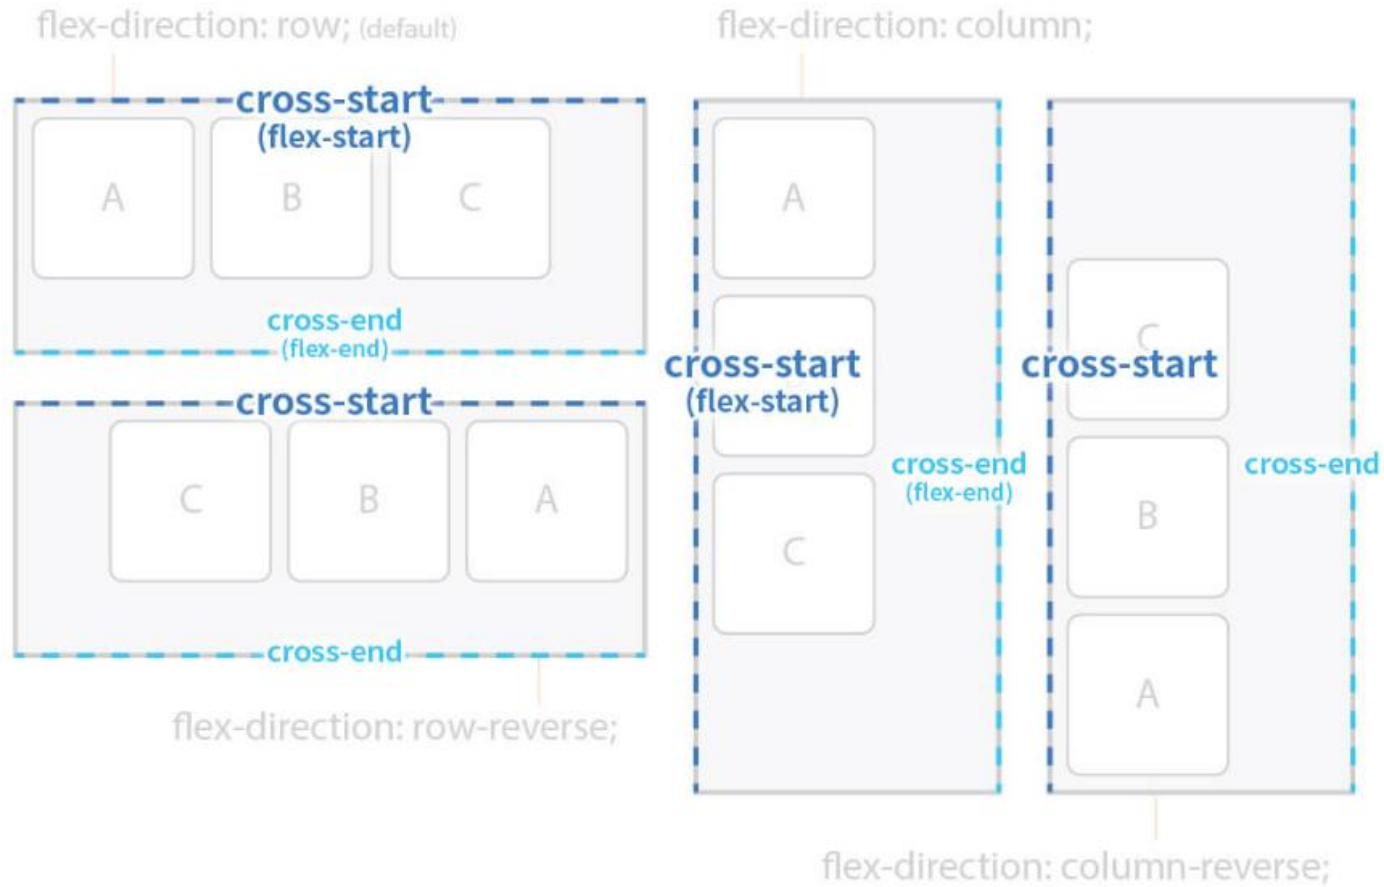 flex-direction: row; (default)
cross-start
(flex-start)
A
B
C
cross-end
(flex-end)
cross-start
C
B
A
cross-end
flex-direction: row-reverse;
flex-direction: column;
A
cross-start
(flex-start)
cross-end
(flex-end)
C
C
cross-start
cross-end
B
A
flex-direction: column-reverse;